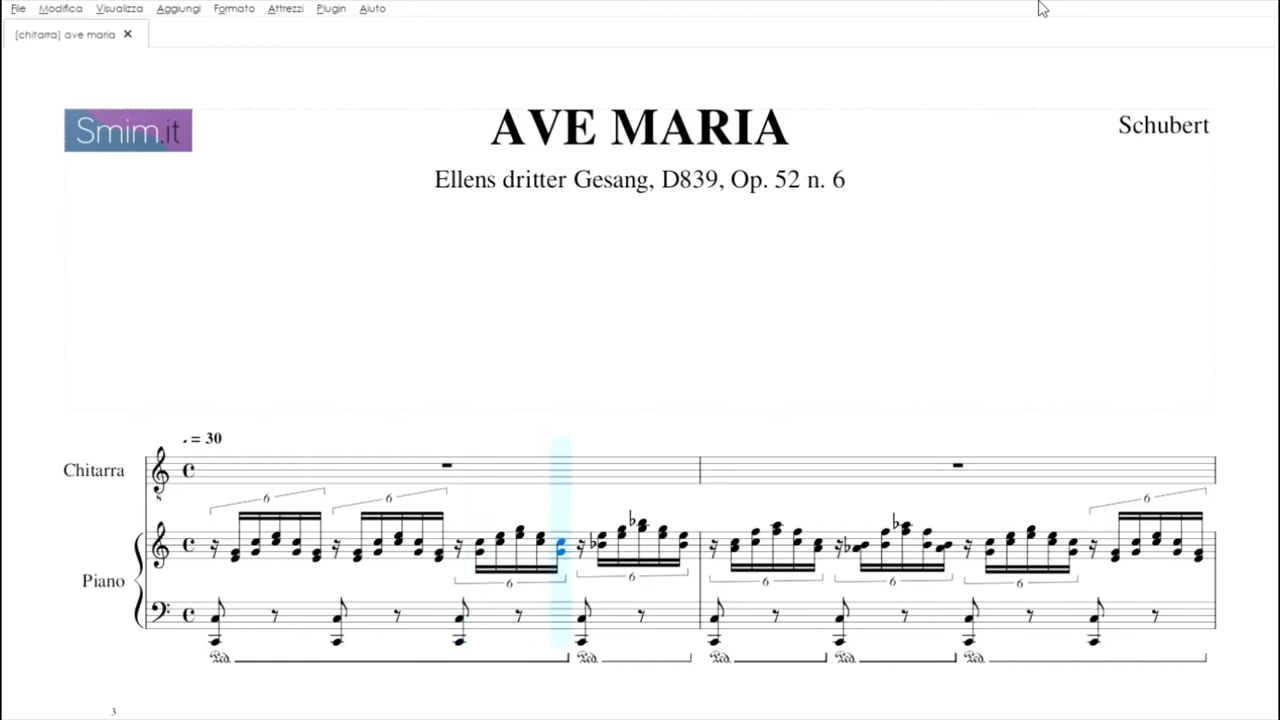 File Modifica Visualizza Aggiungi Formato Attrezzi Plugin Aiuto
[chitarra] ave maria ×
Smim.it
AVE MARIA
Schubert
Ellens dritter Gesang, D839, Op. 52 n. 6
. = 30
Chitarra
6 6 6
6 6 6 6 6
Piano
3